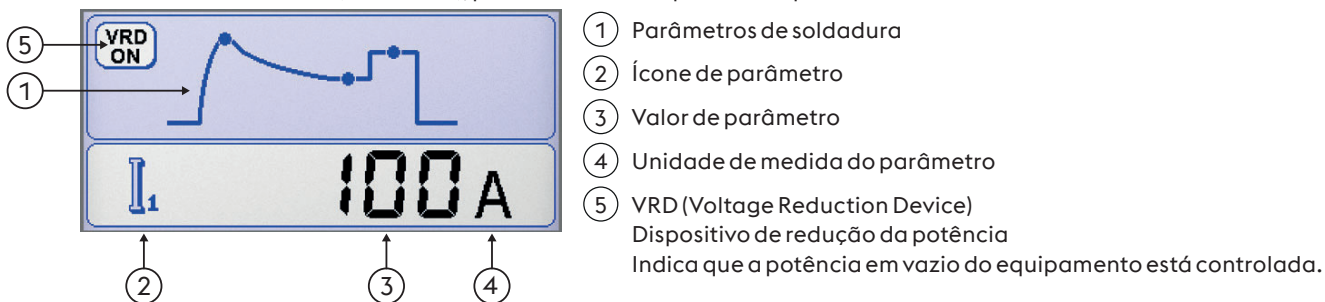 5
VRD
ON
1
I1
100 A
2
3
4
1 Parâmetros de soldadura
2 Ícone de parâmetro
3 Valor de parâmetro
4 Unidade de medida do parâmetro
5 VRD (Voltage Reduction Device)
Dispositivo de redução da potência
Indica que a potência em vazio do equipamento está controlada.